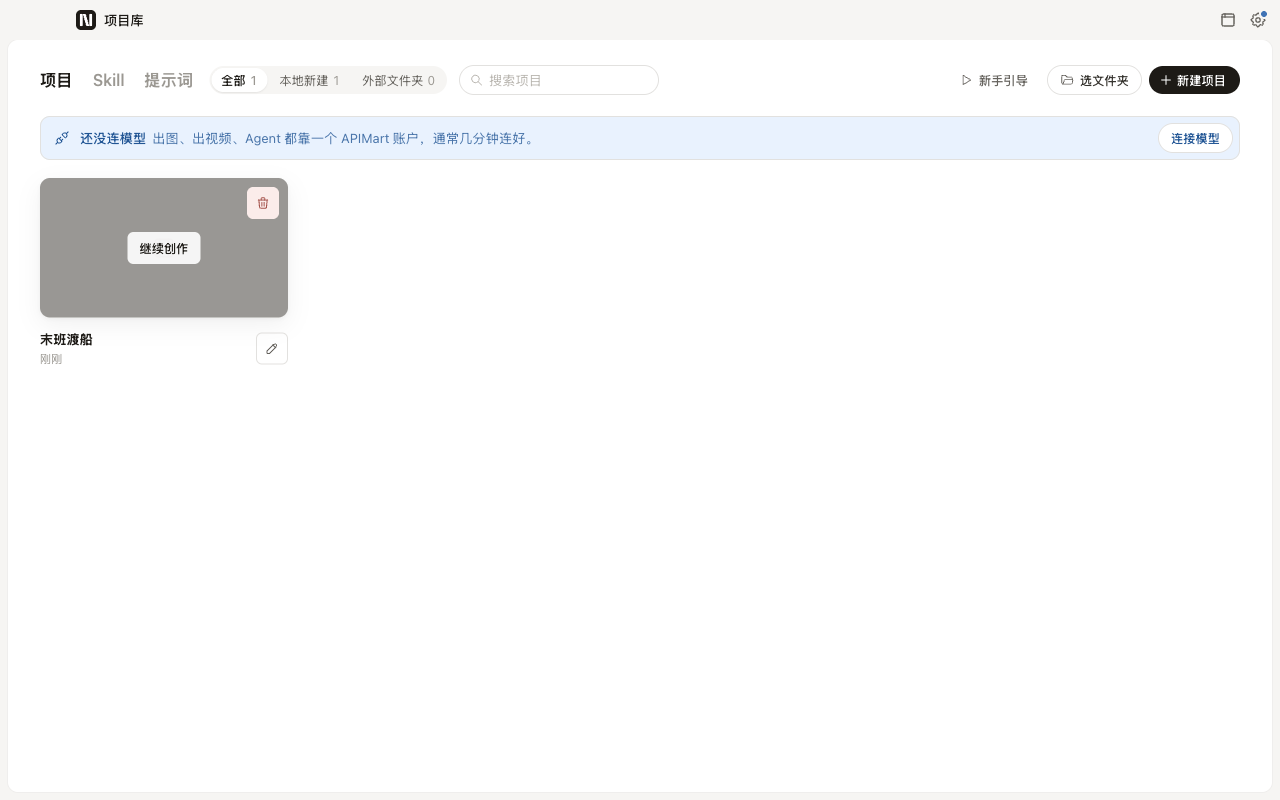 项目库
项目 Skill 提示词 全部 1 本地新建 1 外部文件夹 0 搜索项目 新手引导 选文件夹 新建项目
还没连模型 出图、出视频、Agent 都靠一个 APIMart 账户，通常几分钟连好。 连接模型
继续创作
末班渡船
刚刚